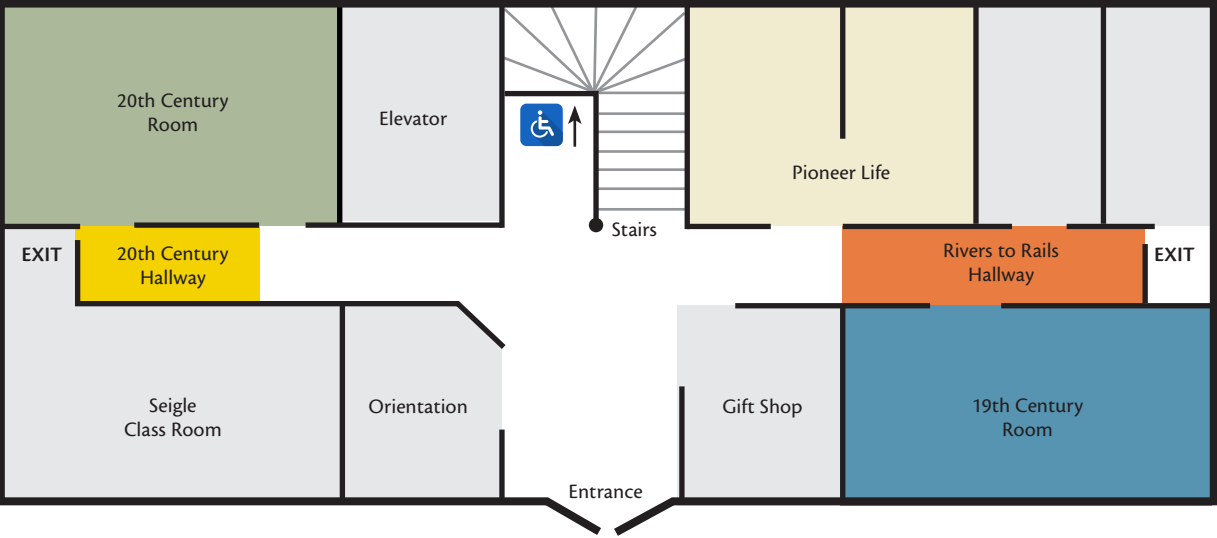 20th Century
Room
Elevator
Pioneer Life
Stairs
EXIT
20th Century
Hallway
Rivers to Rails
Hallway
EXIT
Seigle
Class Room
Orientation
Gift Shop
19th Century
Room
Entrance